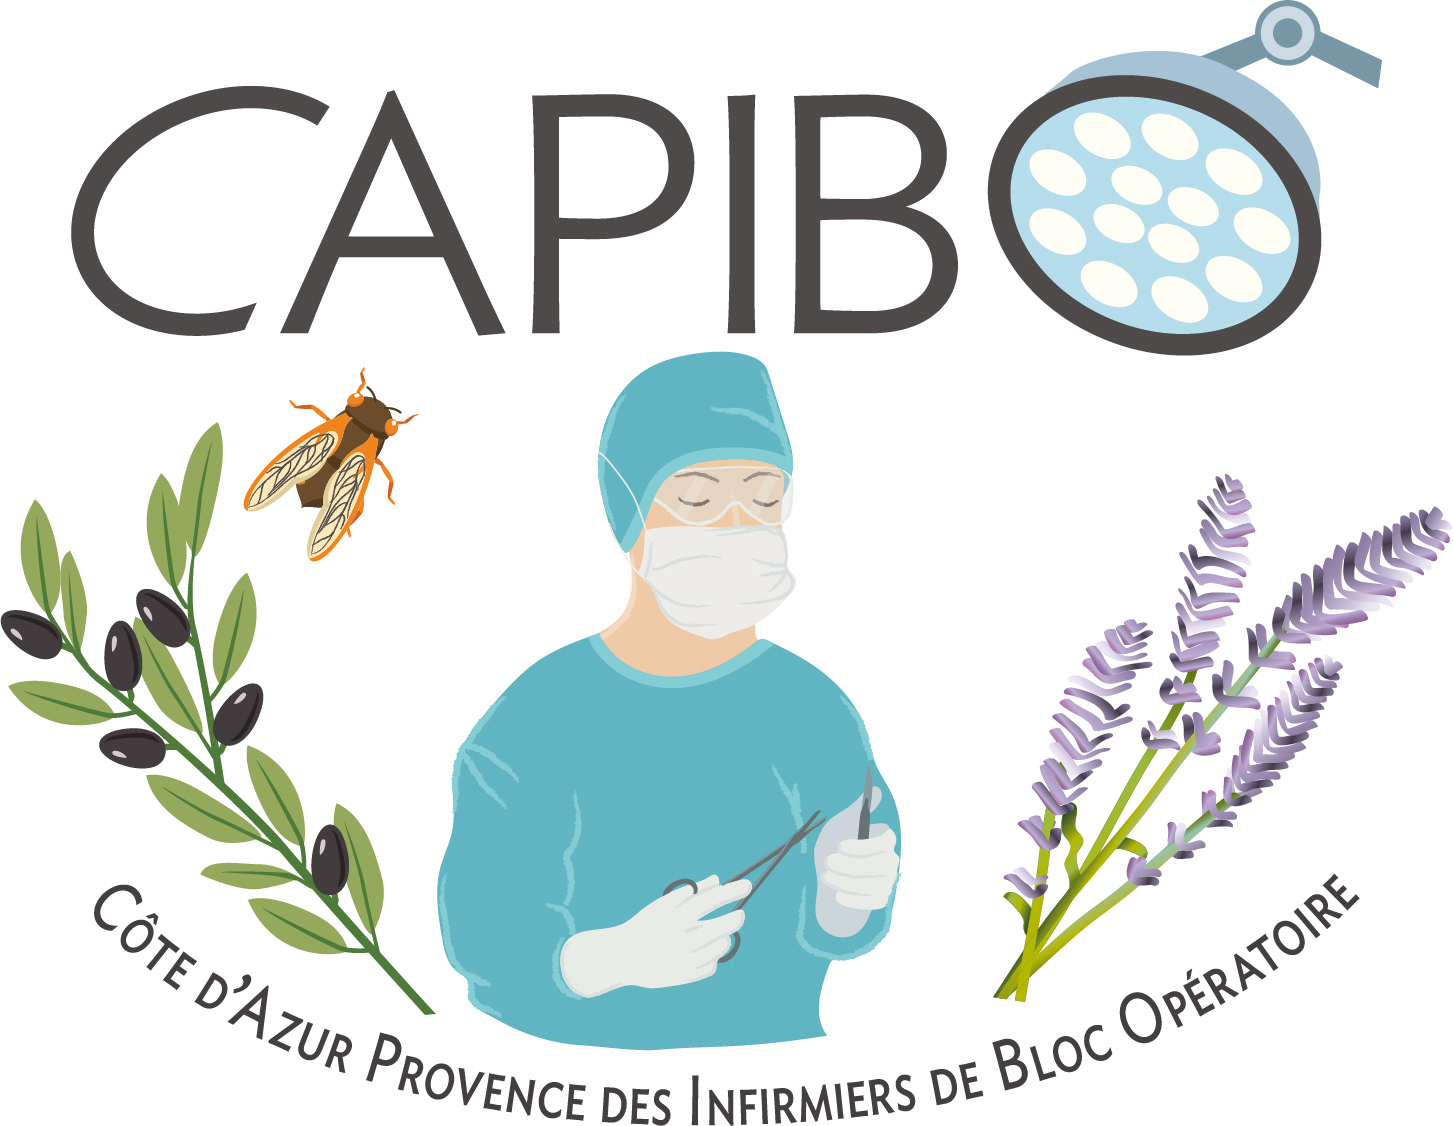 CAPIBO
Côte d'Azur Provence des Infirmiers de Bloc Opératoire